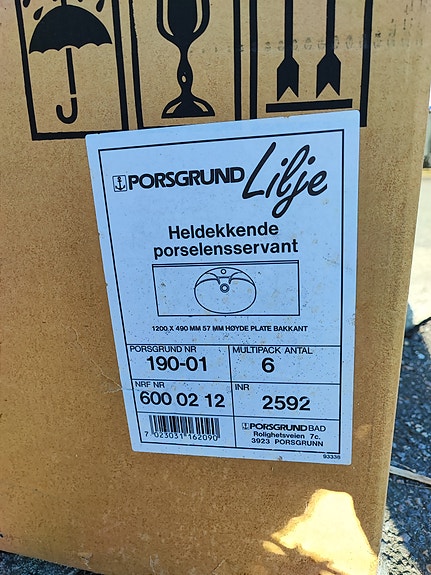 PORSGRUND Lilje
Heldekkende
porselensservant
1200 X 490 MM 57 MM HØYDE PLATE BAKKANT
PORSGRUND NR
190-01
MULTIPACK ANTAL
6
NRF NR
600 02 12
INR
2592
7 023031 162090
PORSGRUND BAD
Rolighetsveien 7c.
3923 PORSGRUNN
93338